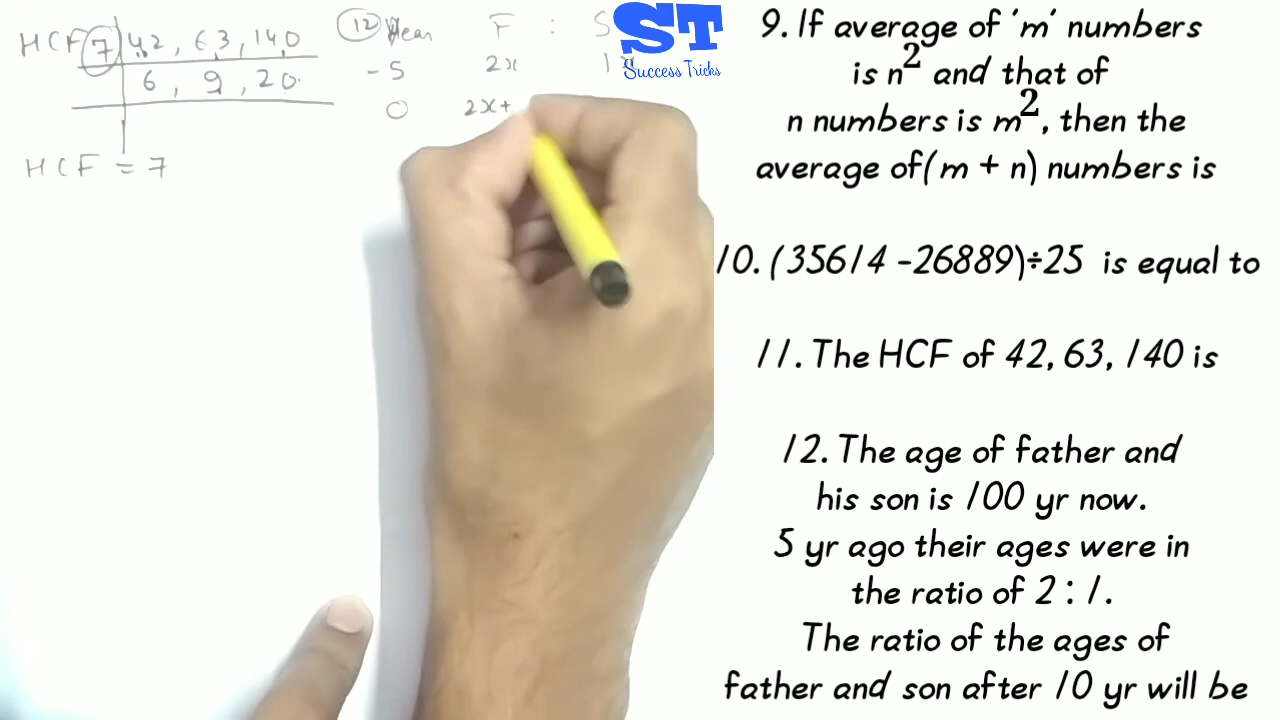 HCF 7 42, 63, 140
6, 9, 20
HCF = 7
12 Year F : S
-5 2x 1x
0 2x+
ST
Success Tricks
9. If average of 'm' numbers
is n² and that of
n numbers is m², then the
average of(m + n) numbers is
10. (35614 -26889)÷25 is equal to
11. The HCF of 42, 63, 140 is
12. The age of father and
his son is 100 yr now.
5 yr ago their ages were in
the ratio of 2 : 1.
The ratio of the ages of
father and son after 10 yr will be